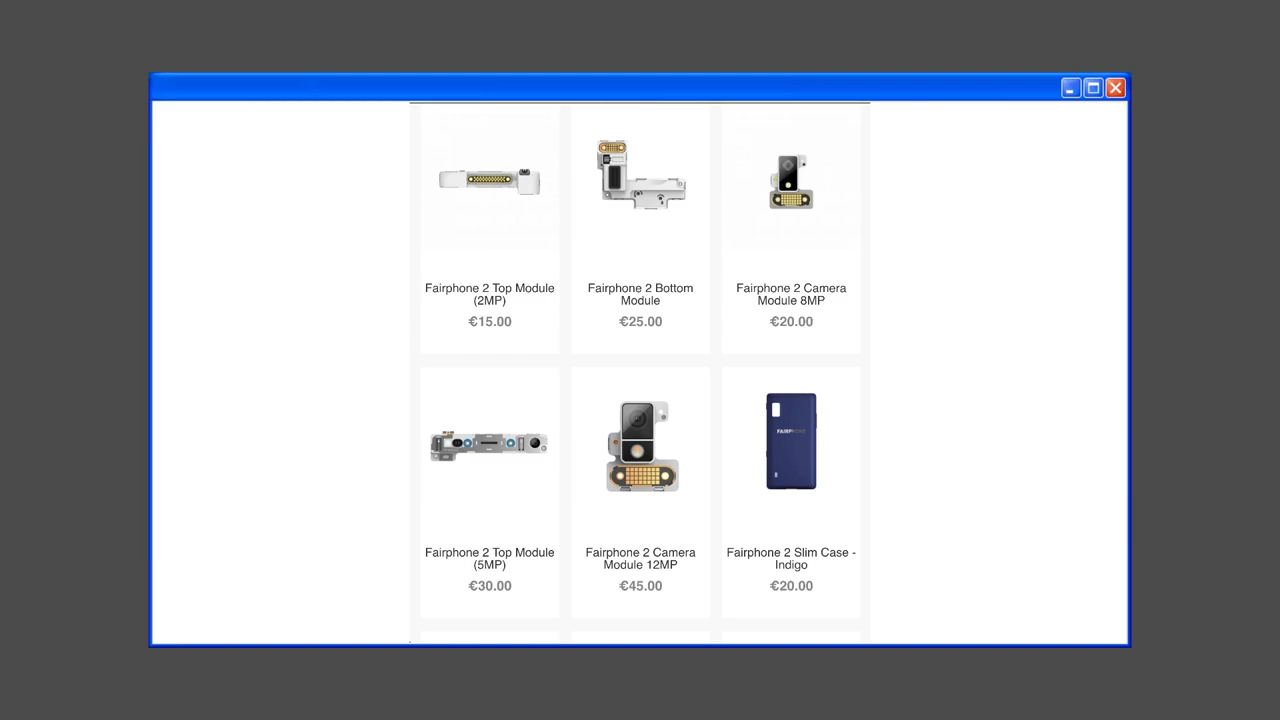 Fairphone 2 Top Module
(2MP)
€15.00
Fairphone 2 Bottom
Module
€25.00
Fairphone 2 Camera
Module 8MP
€20.00
FAIRPHONE
Fairphone 2 Top Module
(5MP)
€30.00
Fairphone 2 Camera
Module 12MP
€45.00
Fairphone 2 Slim Case -
Indigo
€20.00